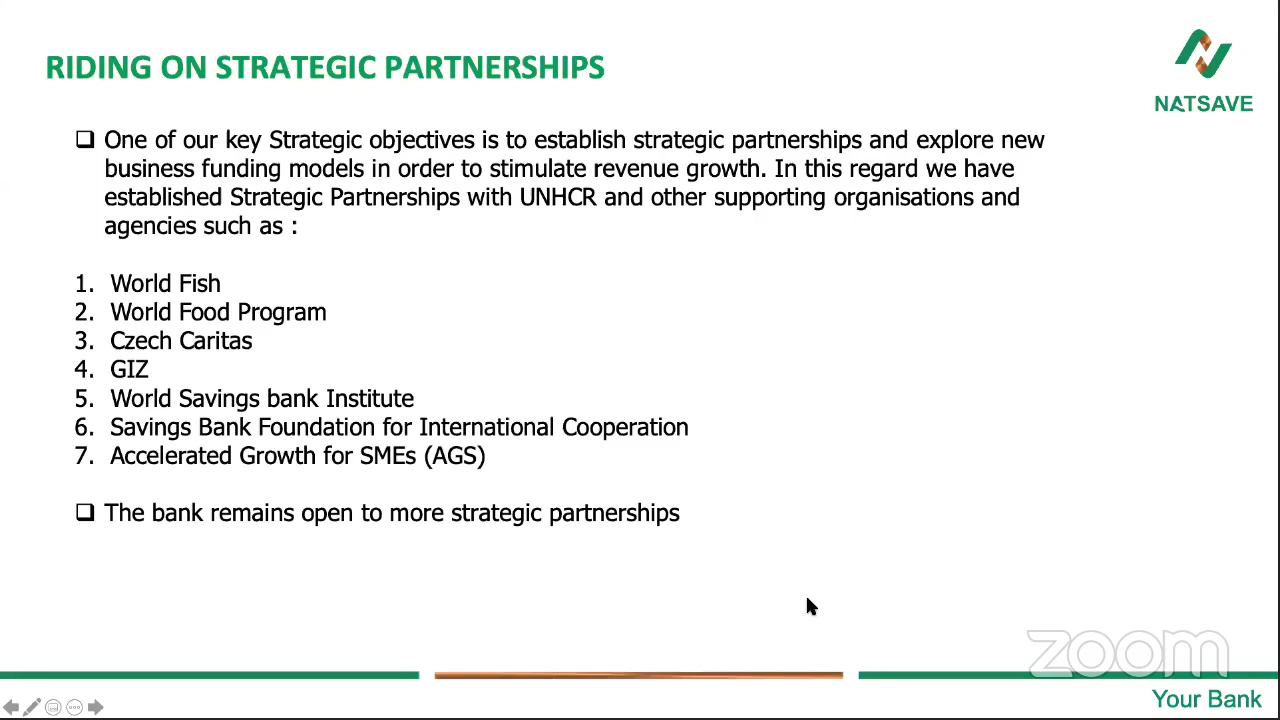 RIDING ON STRATEGIC PARTNERSHIPS
NATSAVE
One of our key Strategic objectives is to establish strategic partnerships and explore new
business funding models in order to stimulate revenue growth. In this regard we have
established Strategic Partnerships with UNHCR and other supporting organisations and
agencies such as :
1. World Fish
2. World Food Program
3. Czech Caritas
4. GIZ
5. World Savings bank Institute
6. Savings Bank Foundation for International Cooperation
7. Accelerated Growth for SMEs (AGS)
The bank remains open to more strategic partnerships
zoom
Your Bank